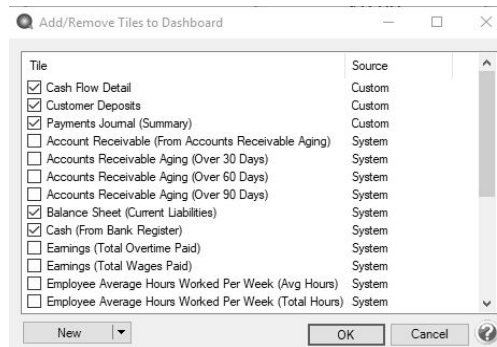 Add/Remove Tiles to Dashboard
Tile Source
Cash Flow Detail Custom
Customer Deposits Custom
Payments Journal (Summary) Custom
Account Receivable (From Accounts Receivable Aging) System
Accounts Receivable Aging (Over 30 Days) System
Accounts Receivable Aging (Over 60 Days) System
Accounts Receivable Aging (Over 90 Days) System
Balance Sheet (Current Liabilities) System
Cash (From Bank Register) System
Earnings (Total Overtime Paid) System
Earnings (Total Wages Paid) System
Employee Average Hours Worked Per Week (Avg Hours) System
Employee Average Hours Worked Per Week (Total Hours) System
New OK Cancel ?